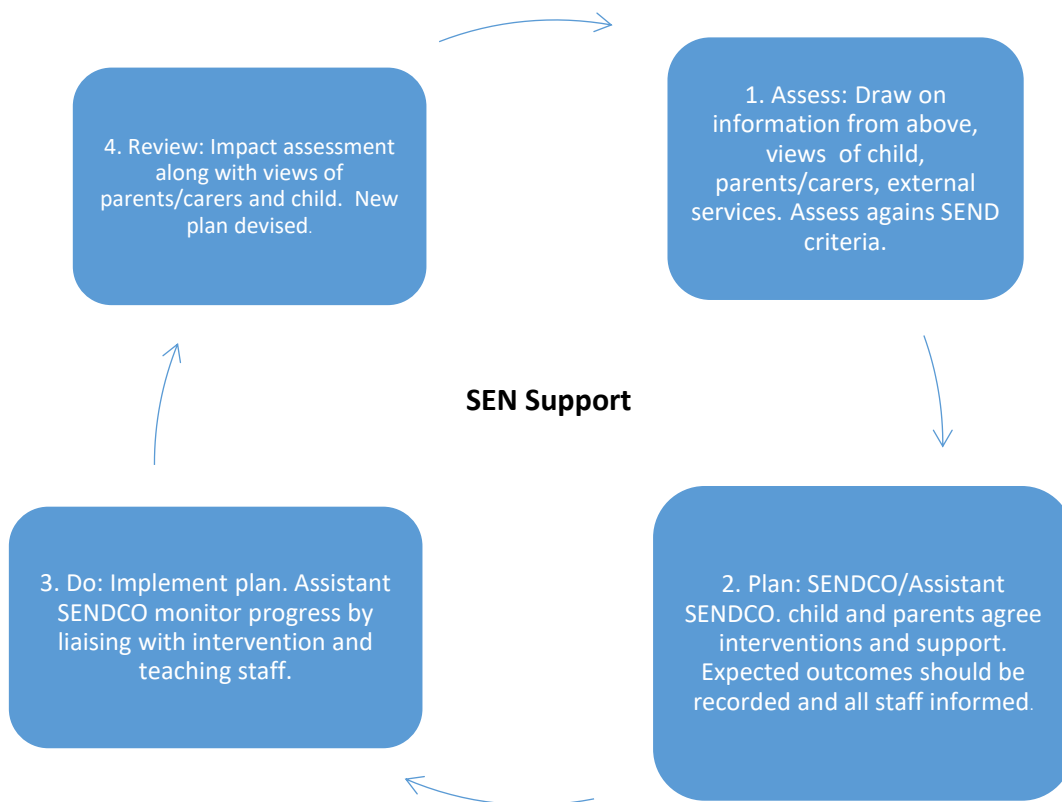 1. Assess: Draw on
information from above,
views  of child,
parents/carers, external
services. Assess agains SEND
criteria.
2. Plan: SENDCO/Assistant
SENDCO. child and parents agree
interventions and support.
Expected outcomes should be
recorded and all staff informed.
3. Do: Implement plan. Assistant
SENDCO monitor progress by
liaising with intervention and
teaching staff.
4. Review: Impact assessment
along with views of
parents/carers and child.  New
plan devised.
SEN Support